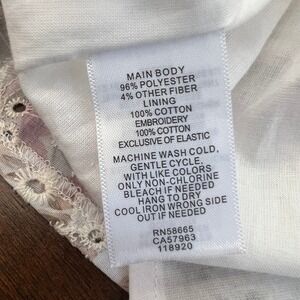 MAIN BODY
96% POLYESTER
4% OTHER FIBER
LINING
100% COTTON
EMBROIDERY
100% COTTON
EXCLUSIVE OF ELASTIC
MACHINE WASH COLD,
GENTLE CYCLE,
WITH LIKE COLORS
ONLY NON-CHLORINE
BLEACH IF NEEDED
HANG TO DRY
COOL IRON WRONG SIDE
OUT IF NEEDED
RN58665
CA57963
118920